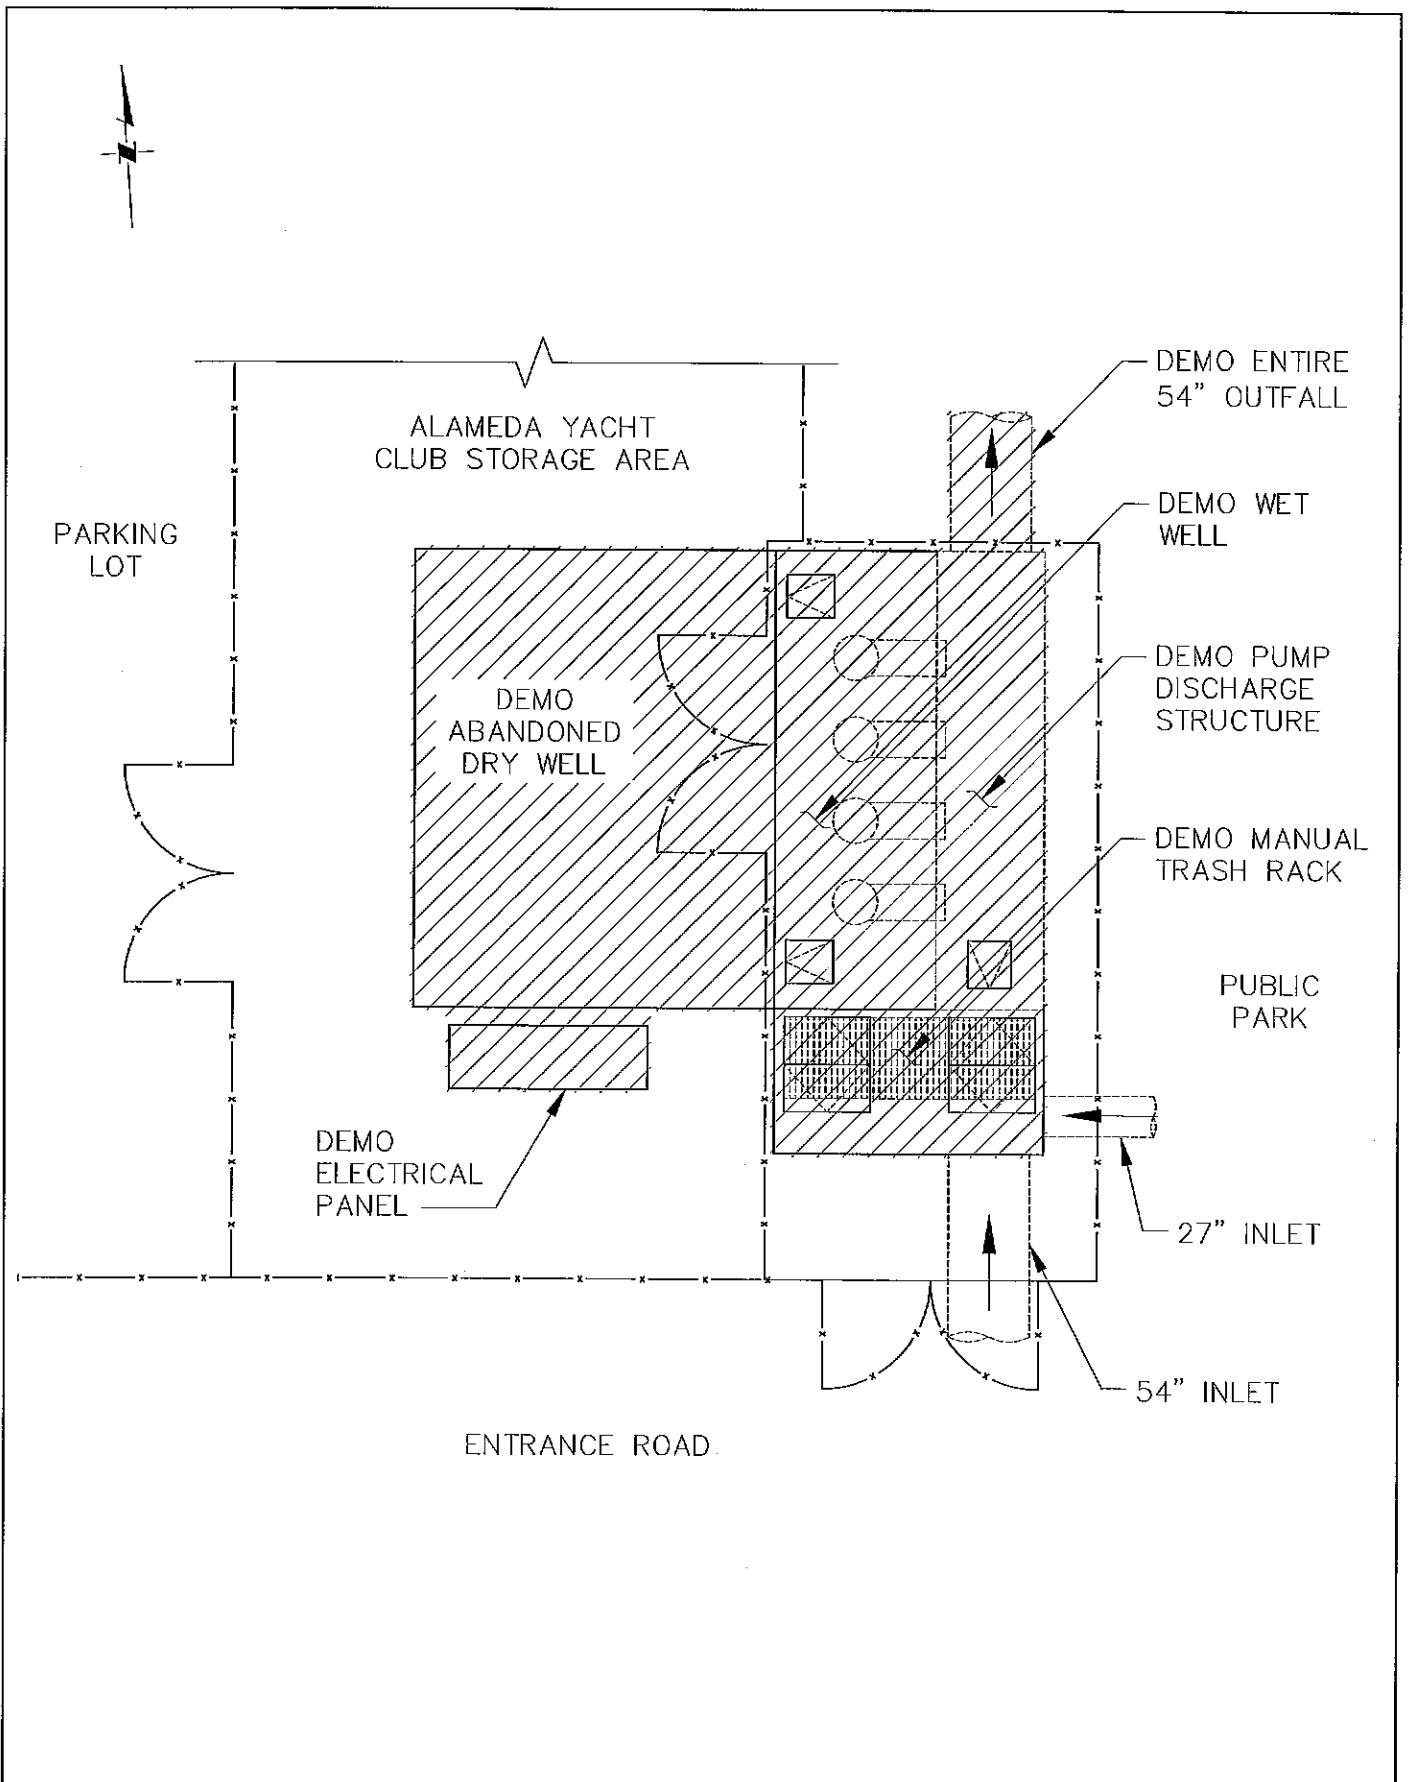 DEMO ENTIRE
54" OUTFALL
ALAMEDA YACHT
CLUB STORAGE AREA
DEMO WET
WELL
PARKING
LOT
DEMO PUMP
DISCHARGE
STRUCTURE
DEMO
ABANDONED
DRY WELL
DEMO MANUAL
TRASH RACK
PUBLIC
PARK
DEMO
ELECTRICAL
PANEL
27" INLET
54" INLET
ENTRANCE ROAD